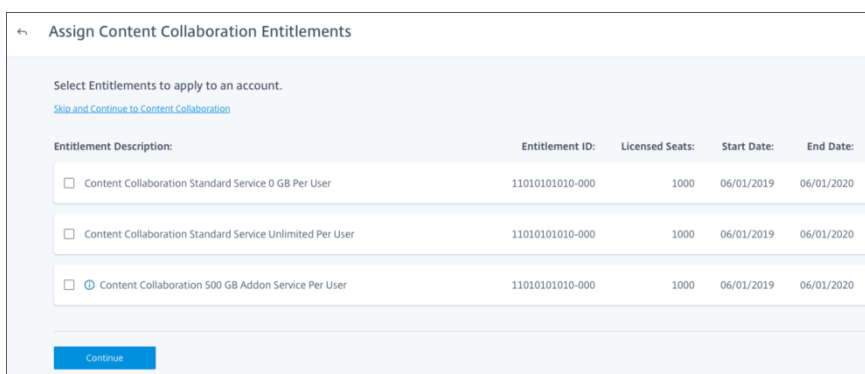 Assign Content Collaboration Entitlements
Select Entitlements to apply to an account.
Skip and Continue to Content Collaboration
Entitlement Description: Entitlement ID: Licensed Seats: Start Date: End Date:
Content Collaboration Standard Service 0 GB Per User 11010101010-000 1000 06/01/2019 06/01/2020
Content Collaboration Standard Service Unlimited Per User 11010101010-000 1000 06/01/2019 06/01/2020
Content Collaboration 500 GB Addon Service Per User 11010101010-000 1000 06/01/2019 06/01/2020
Continue